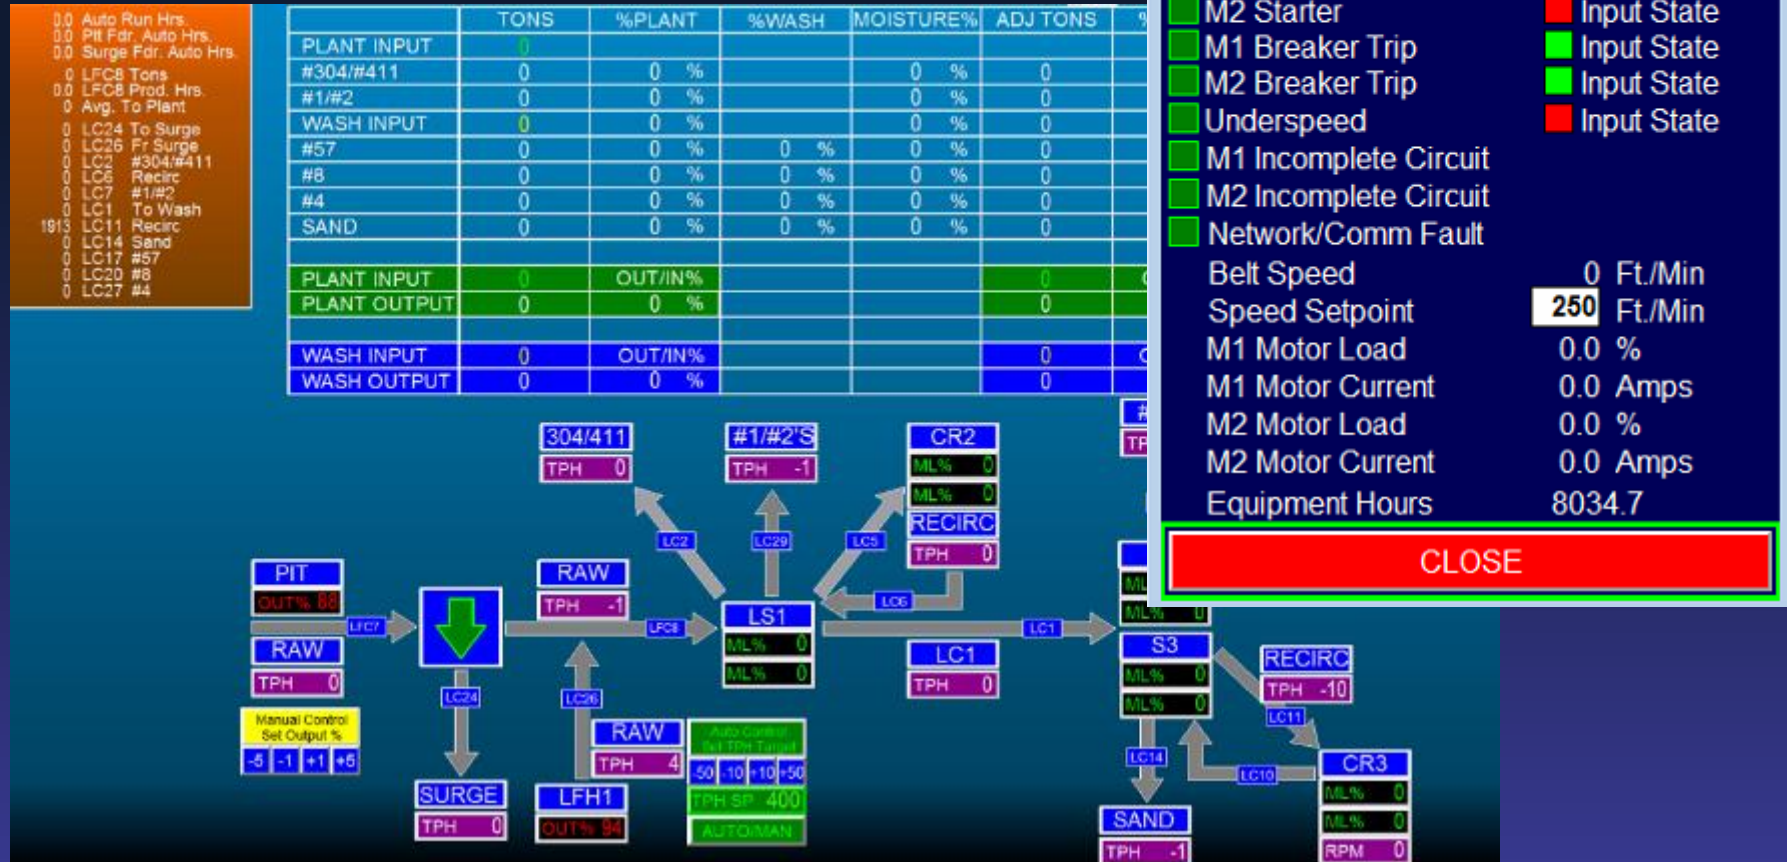 0.0 Auto Run Hrs.
0.0 Pit Fdr. Auto Hrs.
0.0 Surge Fdr. Auto Hrs.
0 LFC8 Tons
0.0 LFC8 Prod. Hrs.
0 Avg. To Plant
0 LC24 To Surge
0 LC26 Fr Surge
0 LC2 #304/#411
0 LC6 Recirc
0 LC7 #1/#2
0 LC1 To Wash
1913 LC11 Recirc
0 LC14 Sand
0 LC17 #57
0 LC20 #8
0 LC27 #4
TONS %PLANT %WASH MOISTURE% ADJ TONS %
PLANT INPUT 0
#304/#411 0 0 % 0 % 0
#1/#2 0 0 % 0 % 0
WASH INPUT 0 0 % 0 % 0
#57 0 0 % 0 % 0 % 0
#8 0 0 % 0 % 0 % 0
#4 0 0 % 0 % 0 % 0
SAND 0 0 % 0 % 0 % 0
PLANT INPUT 0 OUT/IN% 0
PLANT OUTPUT 0 0 % 0
WASH INPUT 0 OUT/IN% 0
WASH OUTPUT 0 0 % 0
M2 Starter Input State
M1 Breaker Trip Input State
M2 Breaker Trip Input State
Underspeed Input State
M1 Incomplete Circuit
M2 Incomplete Circuit
Network/Comm Fault
Belt Speed 0 Ft./Min
Speed Setpoint 250 Ft./Min
M1 Motor Load 0.0 %
M1 Motor Current 0.0 Amps
M2 Motor Load 0.0 %
M2 Motor Current 0.0 Amps
Equipment Hours 8034.7
CLOSE
304/411
TPH 0
#1/#2'S
TPH -1
CR2
ML% 0
ML% 0
RECIRC
TPH 0
LC2
LC29
LC5
LC6
PIT
OUT% 88
LFC7
RAW
TPH 0
Manual Control
Set Output %
-5 -1 +1 +5
LC24
SURGE
TPH 0
RAW
TPH -1
LFC8
LC26
RAW
TPH 4
LFH1
OUT% 94
Auto Control
Set TPH Target
-50 -10 +10 +50
TPH SP 400
AUTO/MAN
LS1
ML% 0
ML% 0
LC1
TPH 0
LC1
#
TP
ML
ML% 0
S3
ML% 0
ML% 0
RECIRC
TPH -10
LC11
LC14
LC10
SAND
TPH -1
CR3
ML% 0
ML% 0
RPM 0